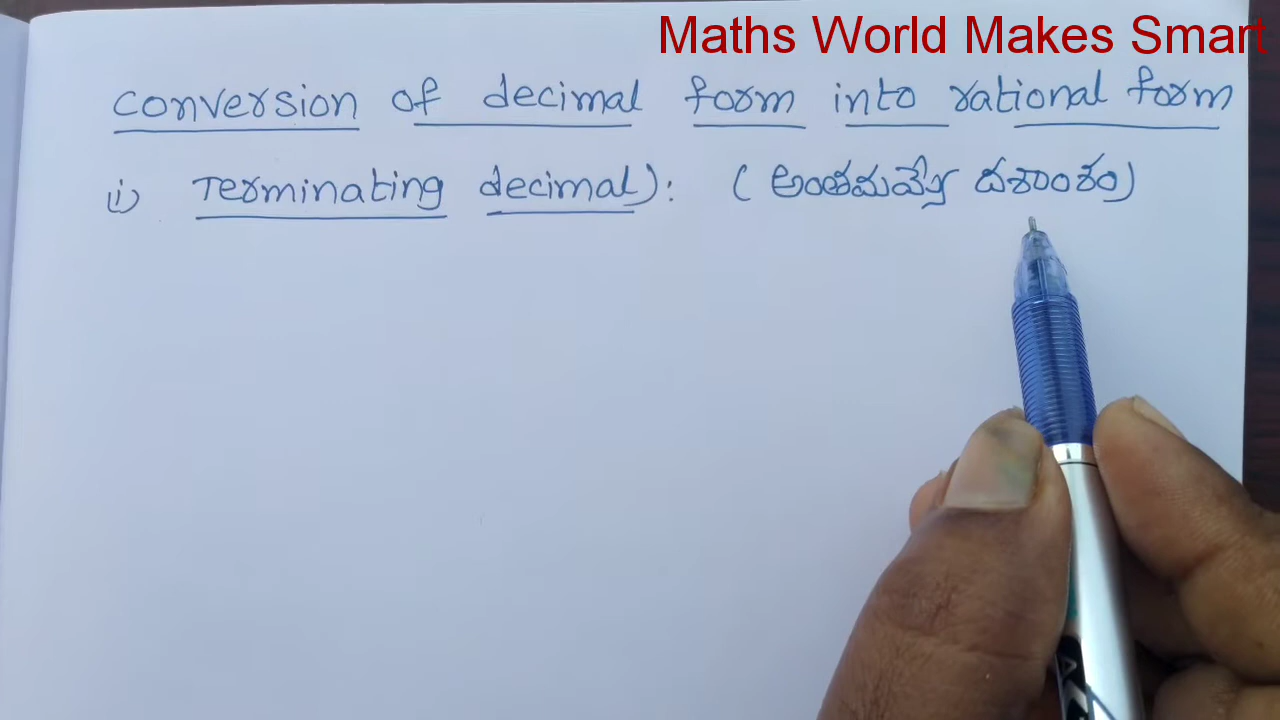 Maths World Makes Smart
conversion of decimal form into rational form
i) Terminating decimal): (అంతమయ్యే దశాంశం)